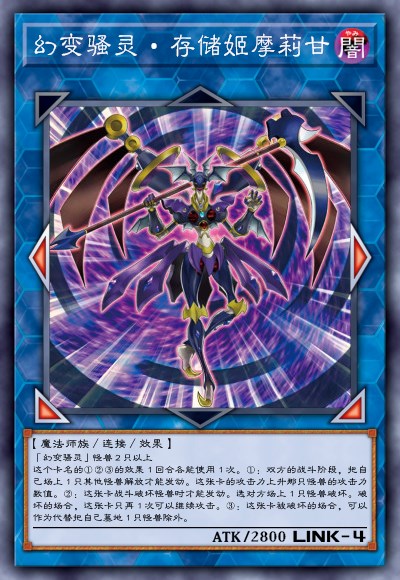 幻变骚灵·存储姬摩莉甘
闇
やみ
【魔法师族/连接/效果】
「幻变骚灵」怪兽2只以上
这个卡名的①②③的效果1回合各能使用1次。①:双方的战斗阶段，把自
己场上1只其他怪兽解放才能发动。这张卡的攻击力上升那只怪兽的攻击力
数值。②:这张卡战斗破坏怪兽时才能发动。选对方场上1只怪兽破坏。破
坏的场合，这张卡只再1次可以继续攻击。③:这张卡被破坏的场合，可以
作为代替把自己墓地1只怪兽除外。
ATK/2800 LINK-4